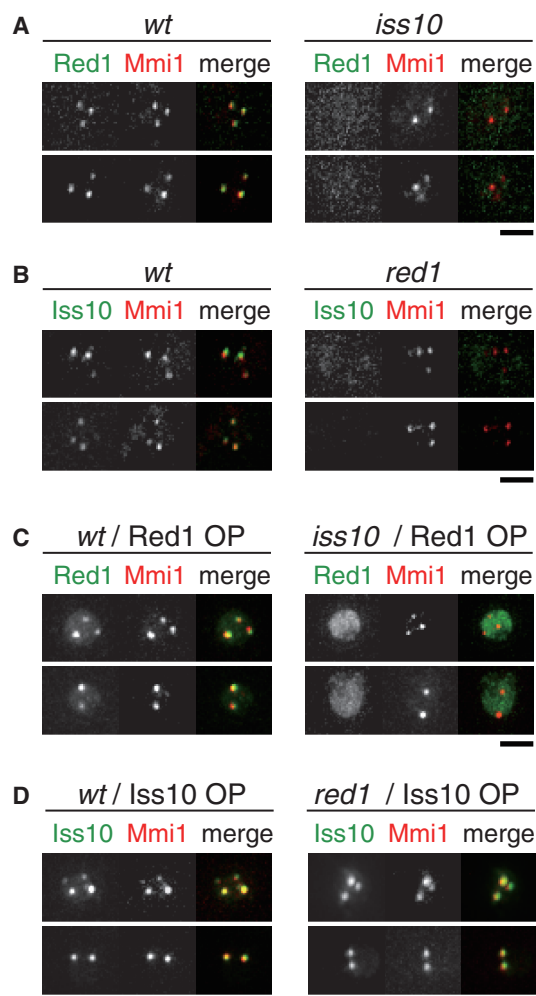 A wt iss10
Red1 Mmi1 merge Red1 Mmi1 merge
B wt red1
Iss10 Mmi1 merge Iss10 Mmi1 merge
C wt / Red1 OP iss10 / Red1 OP
Red1 Mmi1 merge Red1 Mmi1 merge
D wt / Iss10 OP red1 / Iss10 OP
Iss10 Mmi1 merge Iss10 Mmi1 merge